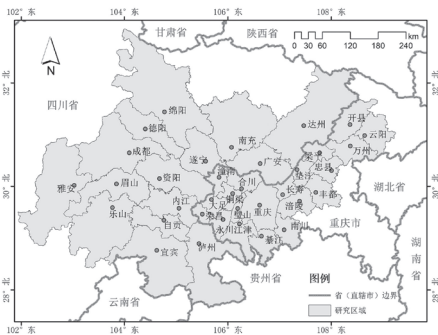 102° 东
104° 东
106° 东
108° 东
甘肃省
陕西省
N
0 30 60 120 180 240
km
32° 北
32° 北
四川省
绵阳
德阳
达州
开县
云阳
成都
南充
万州
遂宁
广安
梁平
忠县
湖北省
30° 北
30° 北
雅安
眉山
资阳
潼南
合川
垫江
长寿
丰都
乐山
内江
大足
铜梁
重庆
涪陵
荣昌
璧山
自贡
永川
江津
南川
重庆市
綦江
泸州
宜宾
贵州省
湖南省
云南省
图例
省(直辖市)边界
研究区域
28° 北
28° 北
102° 东
104° 东
106° 东
108° 东